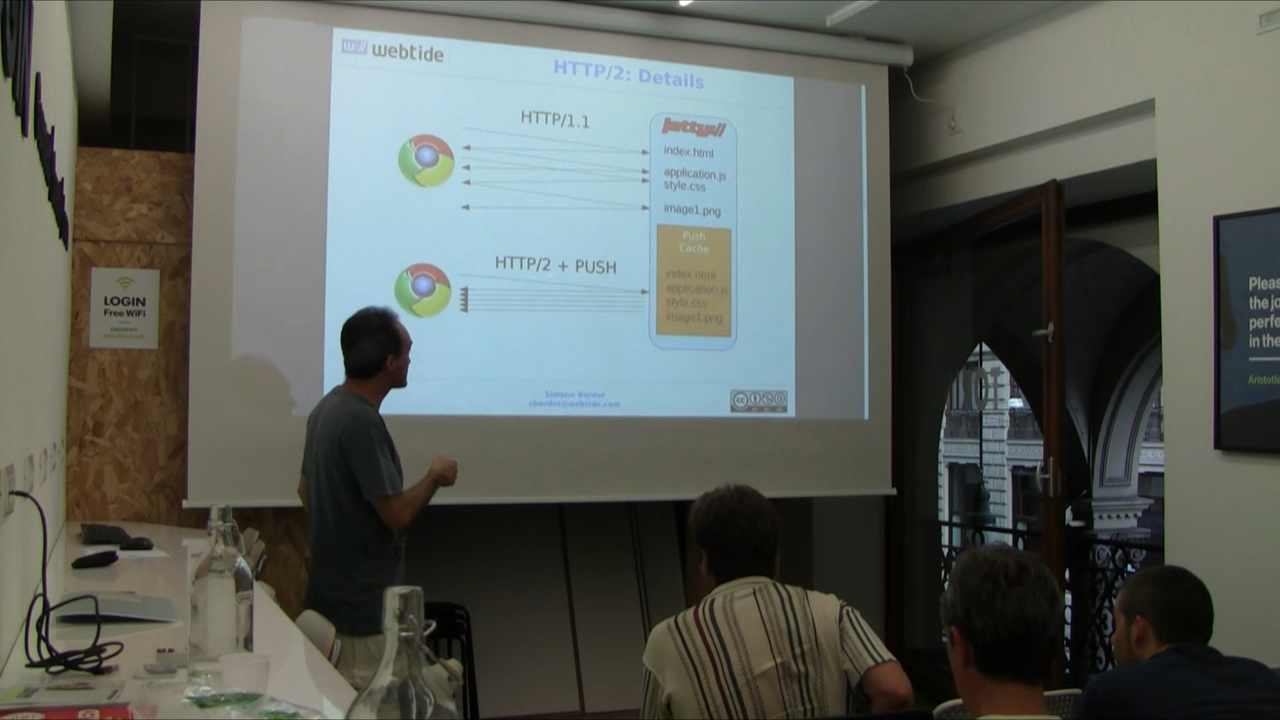 webtide
HTTP/2: Details
HTTP/1.1
jetty://
index.html
application.js
style.css
image1.png
Push
Cache
HTTP/2 + PUSH
index.html
application.js
style.css
image1.png
Simone Bordet
sbordet@webtide.com
LOGIN
Free WiFi
Pleas
the jo
perfe
in the
Aristotle